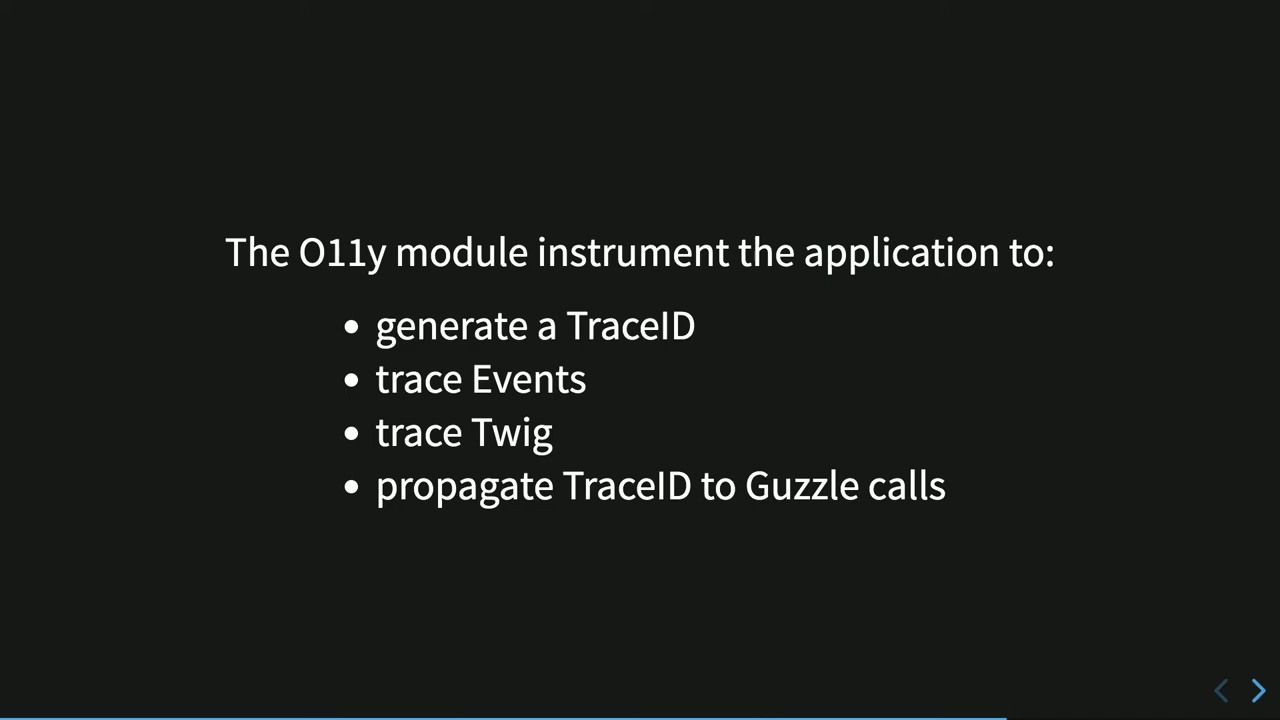 The O11y module instrument the application to:
• generate a TraceID
• trace Events
• trace Twig
• propagate TraceID to Guzzle calls